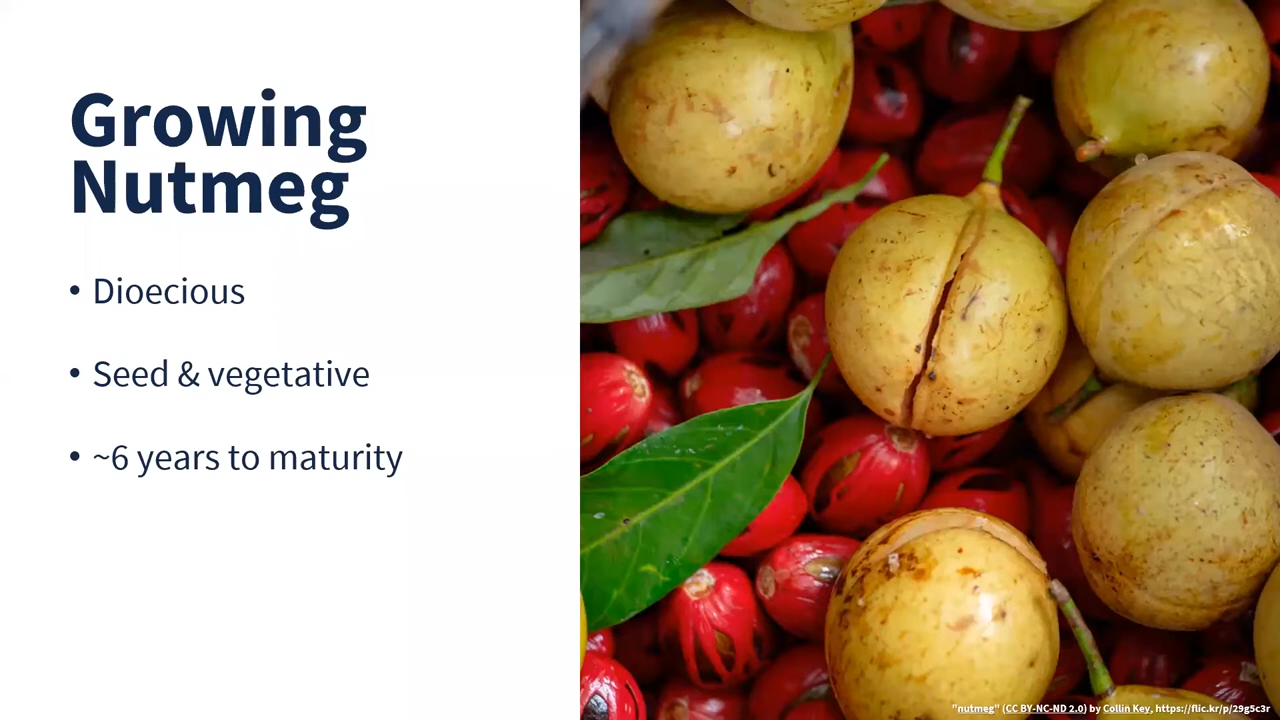 Growing
Nutmeg
• Dioecious
• Seed & vegetative
• ~6 years to maturity
"nutmeg" (CC BY-NC-ND 2.0) by Collin Key, https://flic.kr/p/29g5c3r